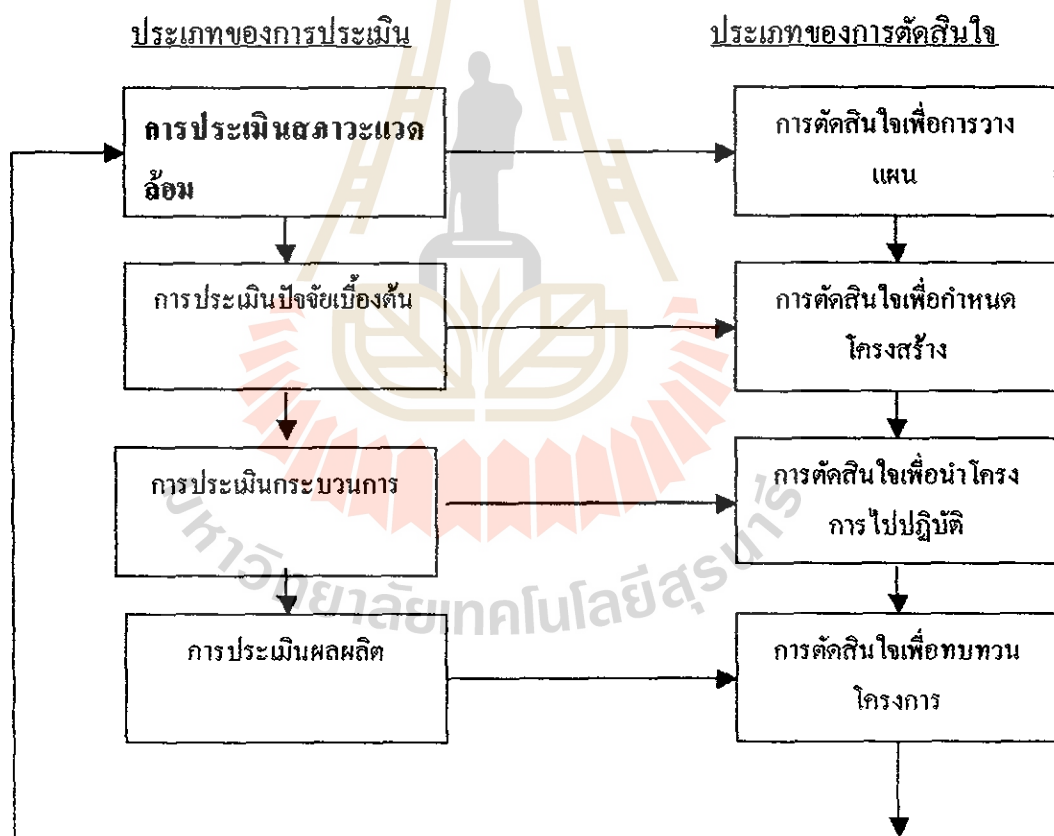 ประเภทของการประเมิน
ประเภทของการตัดสินใจ
การประเมินสภาวะแวด
ล้อม
การตัดสินใจเพื่อการวาง
แผน
การประเมินปัจจัยเบื้องต้น
การตัดสินใจเพื่อกำหนด
โครงสร้าง
การประเมินกระบวนการ
การตัดสินใจเพื่อนำโครง
การไปปฏิบัติ
การประเมินผลผลิต
การตัดสินใจเพื่อทบทวน
โครงการ
มหาวิทยาลัยเทคโนโลยีสุรนารี